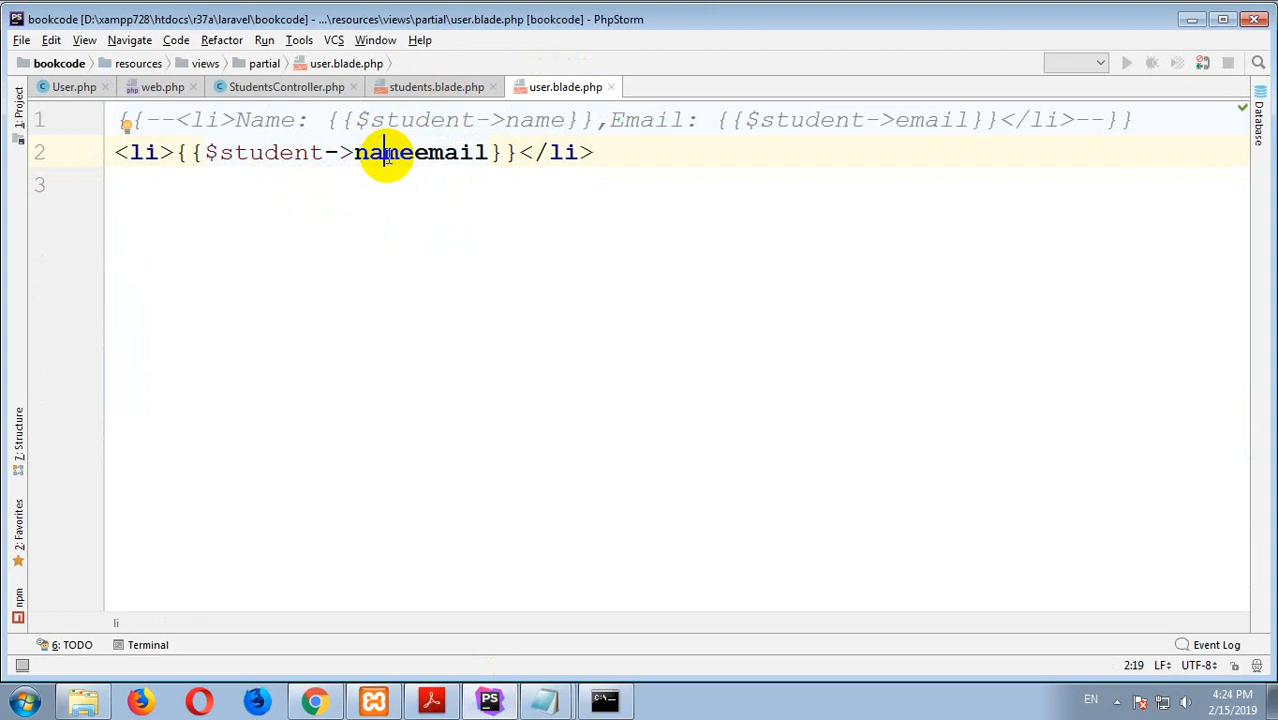 PS bookcode [D:\xampp728\htdocs\r37a\laravel\bookcode] - ...\resources\views\partial\user.blade.php [bookcode] - PhpStorm
File Edit View Navigate Code Refactor Run Tools VCS Window Help
bookcode resources views partial user.blade.php
User.php web.php StudentsController.php students.blade.php user.blade.php
1: Project
Database
1 {{--<li>Name: {{$student->name}},Email: {{$student->email}}</li>--}}
2 <li>{{$student->nameemail}}</li>
3
7: Structure
2: Favorites
npm
li
6: TODO Terminal Event Log
2:19 LF UTF-8
PS EN 4:24 PM
2/15/2019